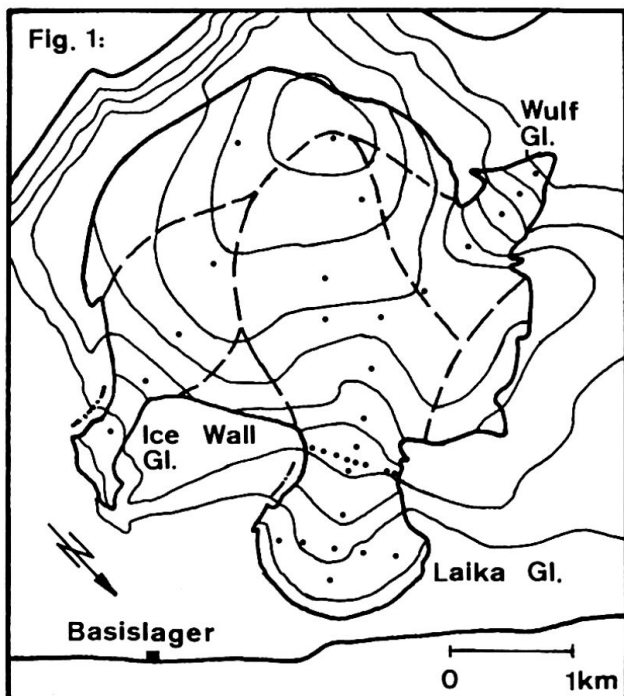 Fig. 1:
Wulf
Gl.
Ice Wall
Gl.
Laika Gl.
Basislager
0 1km